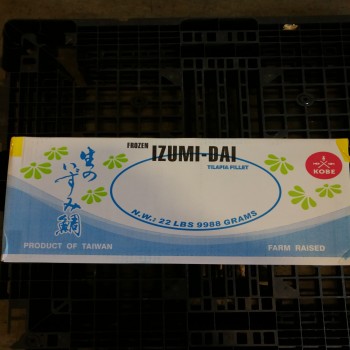 FROZEN
IZUMI-DAI
TILAPIA FILLET
生の
いずみ鯛
KOBE
N.W.: 22 LBS 9988 GRAMS
PRODUCT OF TAIWAN
FARM RAISED